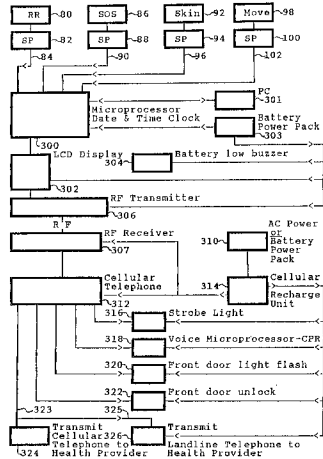 RR 80 SOS 86 Skin 92 Move 98
SP 82 SP 88 SP 94 SP 100
84 90 96 102
PC
301
Microprocessor
Date & Time Clock
Battery
Power Pack
303
300
LCD Display
Battery low buzzer
304
302
RF Transmitter
306
RF
RF Receiver
307
AC Power
or
Battery
Power
Pack
310
Cellular
Telephone
312
314
Cellular
Recharge
Unit
316 Strobe Light
318 Voice Microprocessor-CPR
320 Front door light flash
322 Front door unlock
323 325
Transmit
Cellular
Telephone to
Health Provider
324
326
Transmit
Landline Telephone to
Health Provider